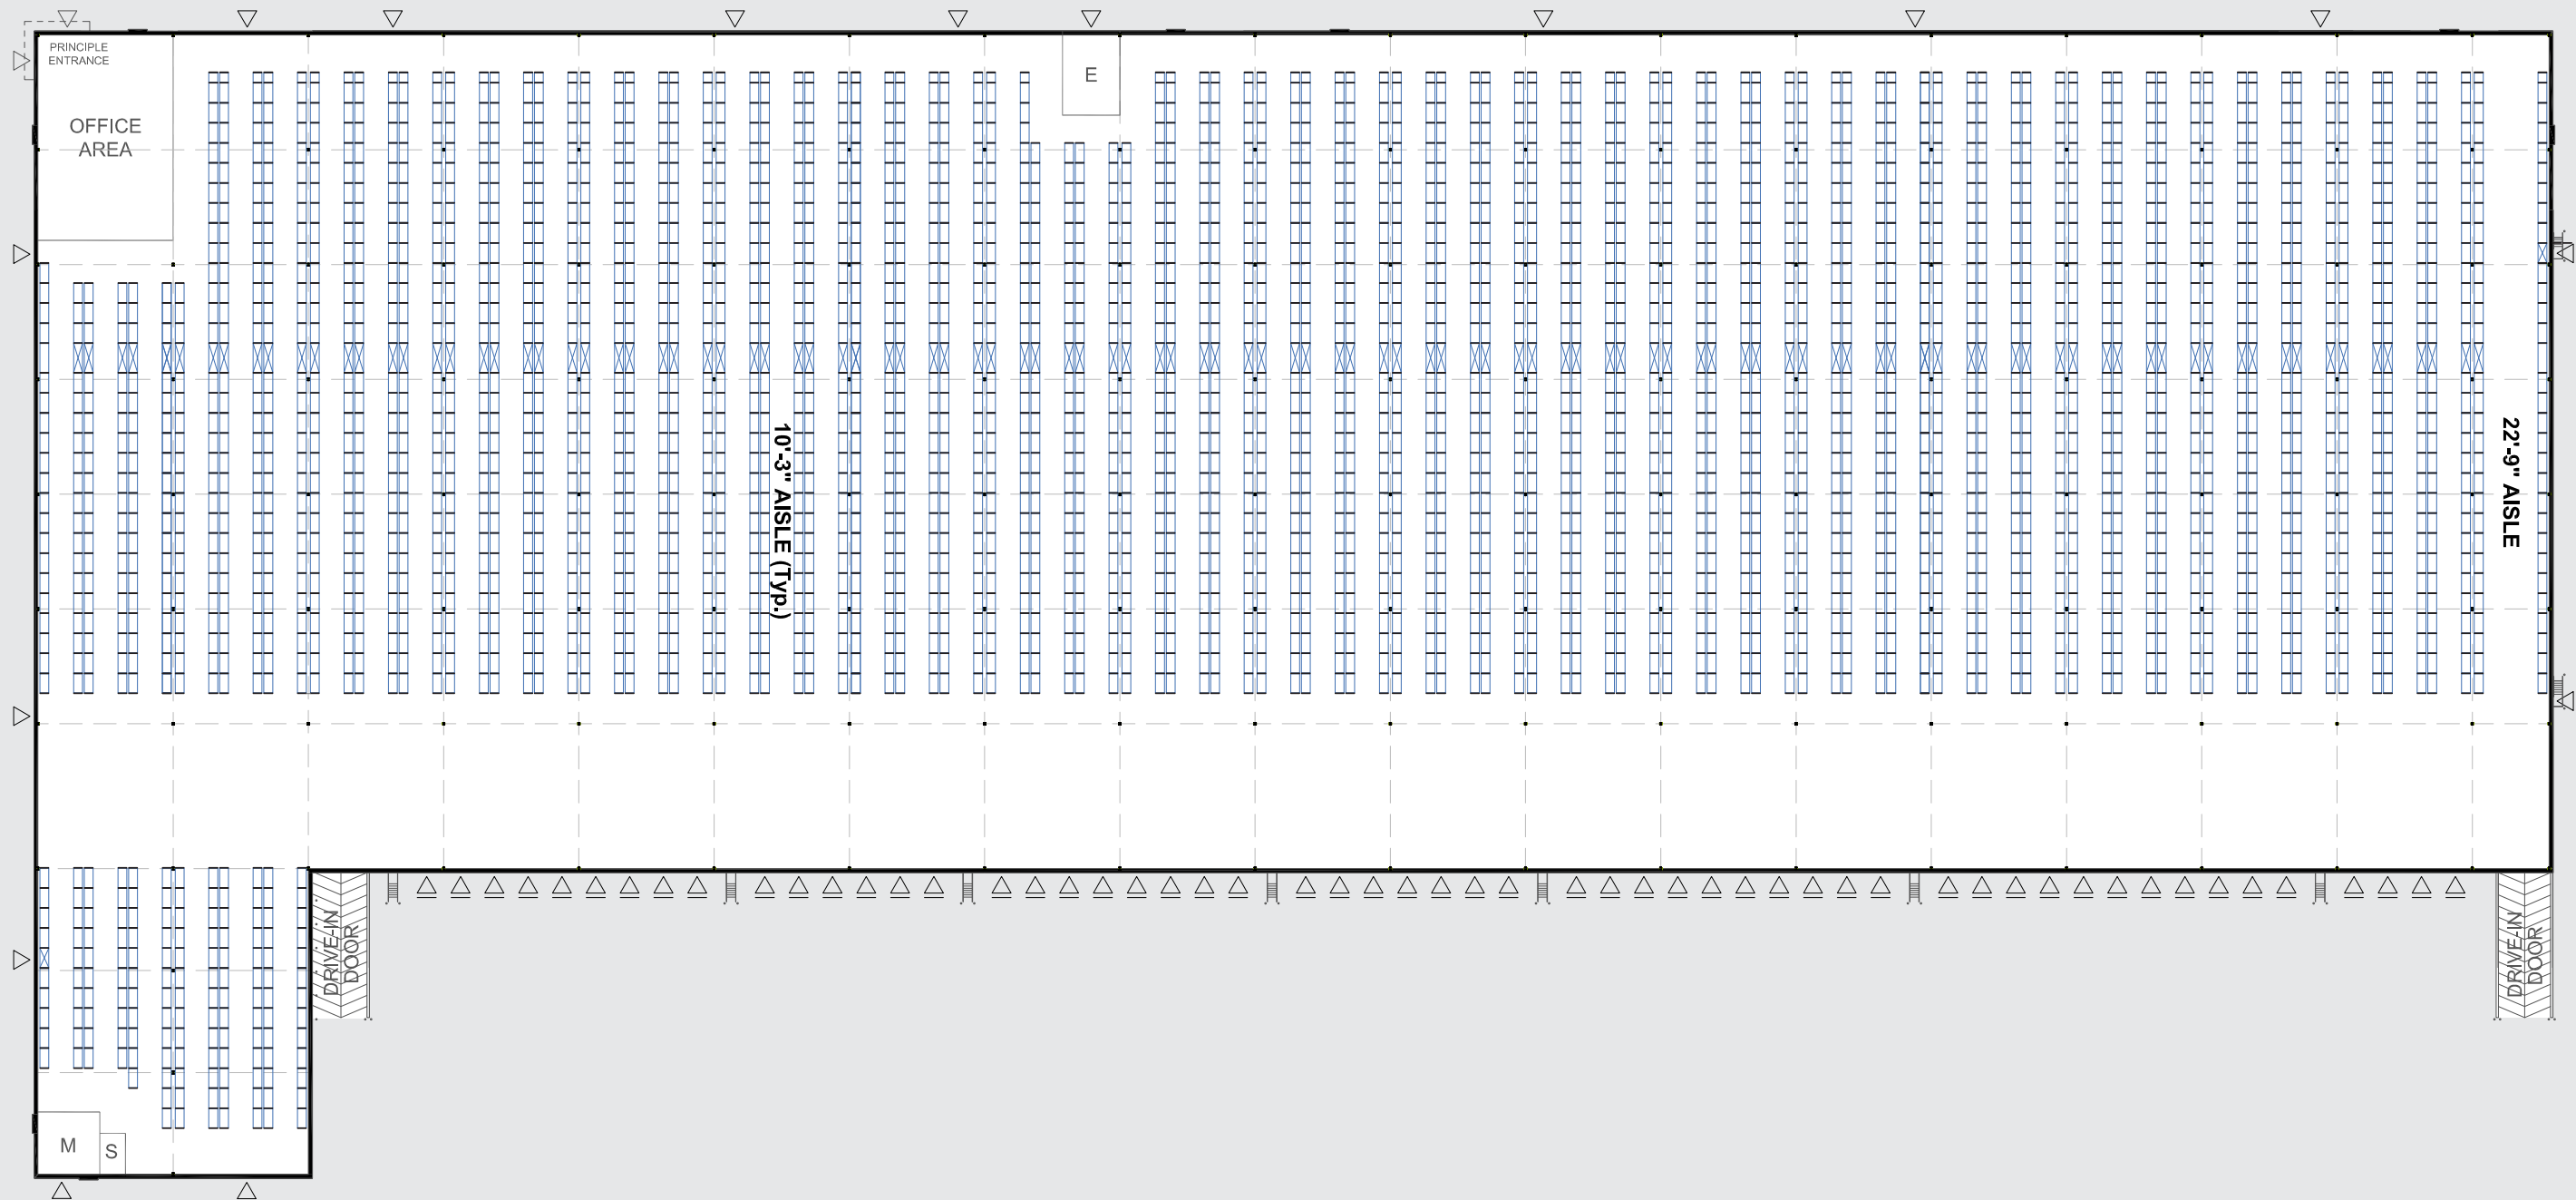 PRINCIPLE
ENTRANCE
OFFICE
AREA
E
10'-3" AISLE (Typ.)
22'-9" AISLE
DRIVE-IN
DOOR
DRIVE-IN
DOOR
M
S